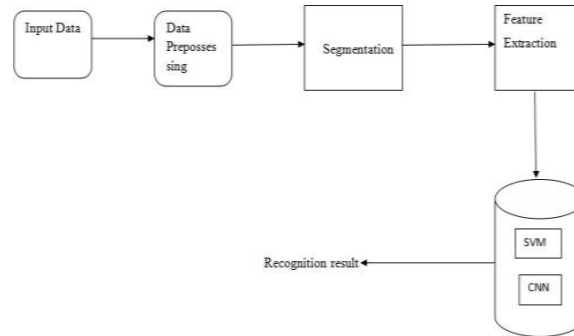 Input Data
Data
Preposses
sing
Segmentation
Feature
Extraction
SVM
CNN
Recognition result